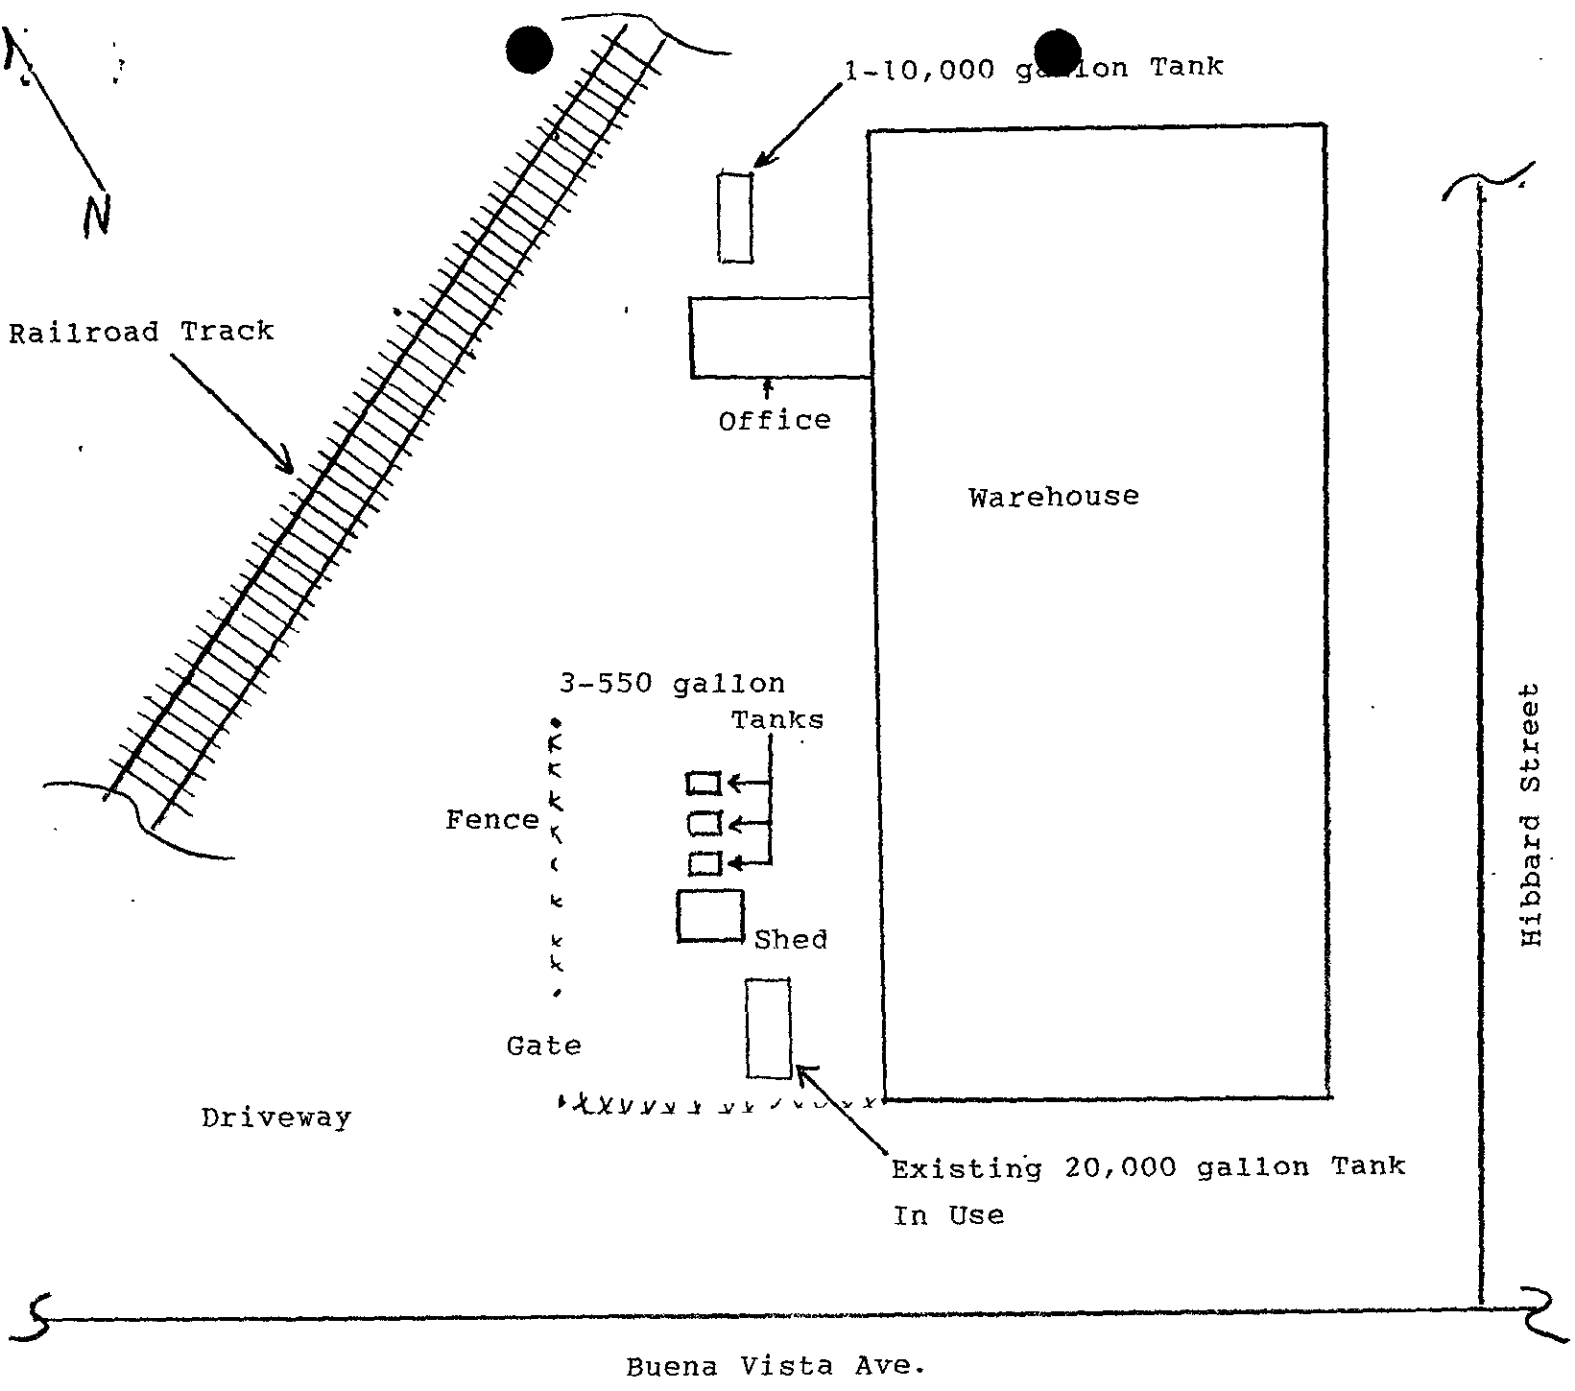 1-10,000 gallon Tank
N
Railroad Track
Office
Warehouse
3-550 gallon
Tanks
Fence
Hibbard Street
Shed
Gate
Driveway
Existing 20,000 gallon Tank
In Use
Buena Vista Ave.